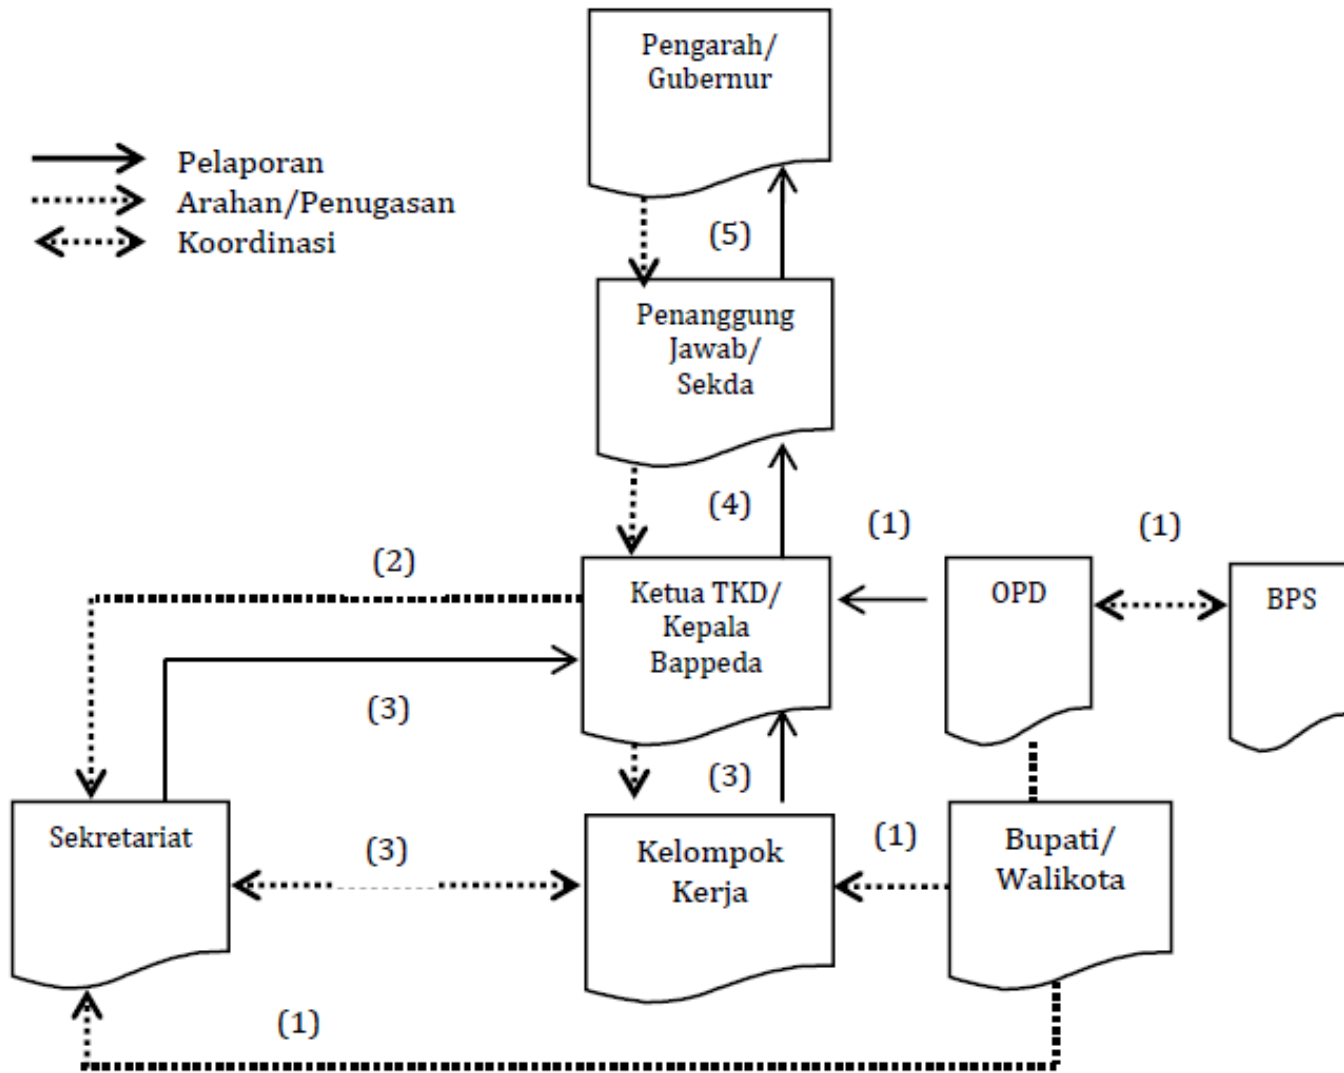 Pengarah/
Gubernur
Pelaporan
Arahan/Penugasan
Koordinasi
(5)
Penanggung
Jawab/
Sekda
(4)
(1)
(1)
(2)
Ketua TKD/
Kepala
Bappeda
OPD
BPS
(3)
(3)
Sekretariat
(3)
Kelompok
Kerja
(1)
Bupati/
Walikota
(1)